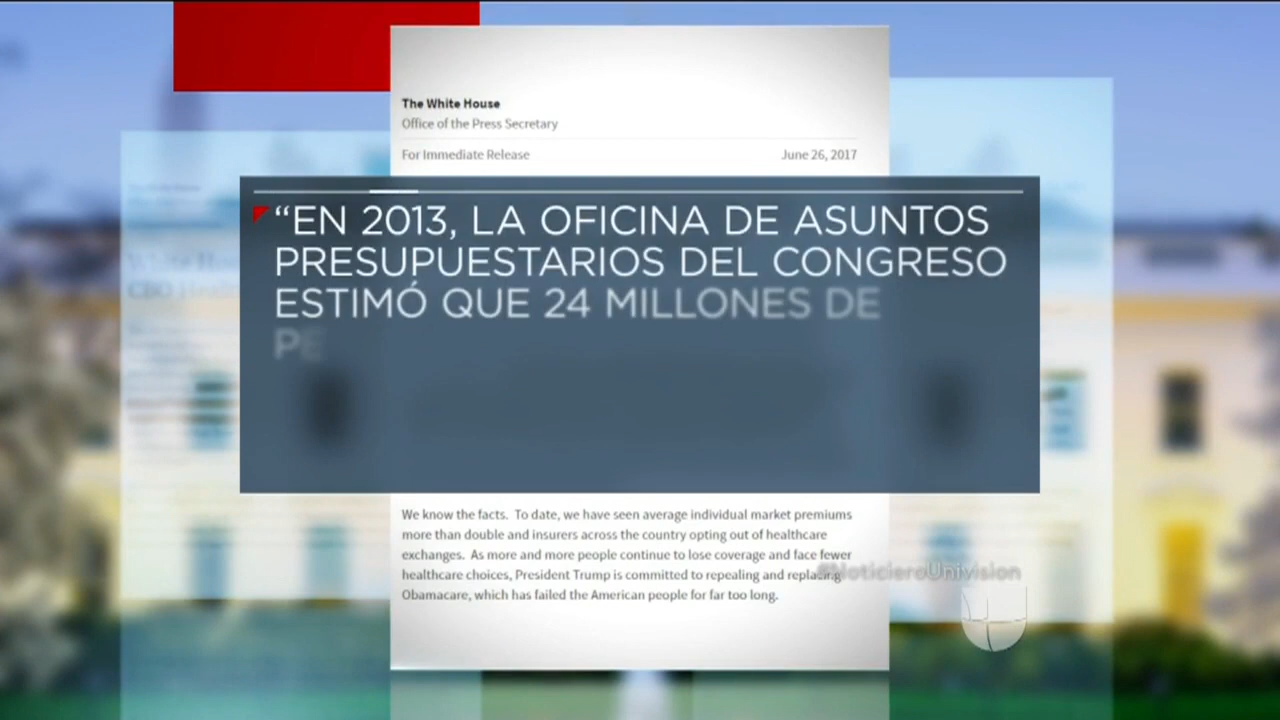 The White House
Office of the Press Secretary
For Immediate Release June 26, 2017
“EN 2013, LA OFICINA DE ASUNTOS
PRESUPUESTARIOS DEL CONGRESO
ESTIMÓ QUE 24 MILLONES DE
PE
We know the facts. To date, we have seen average individual market premiums
more than double and insurers across the country opting out of healthcare
exchanges. As more and more people continue to lose coverage and face fewer
healthcare choices, President Trump is committed to repealing and replacing
Obamacare, which has failed the American people for far too long.
#NoticieroUnivision